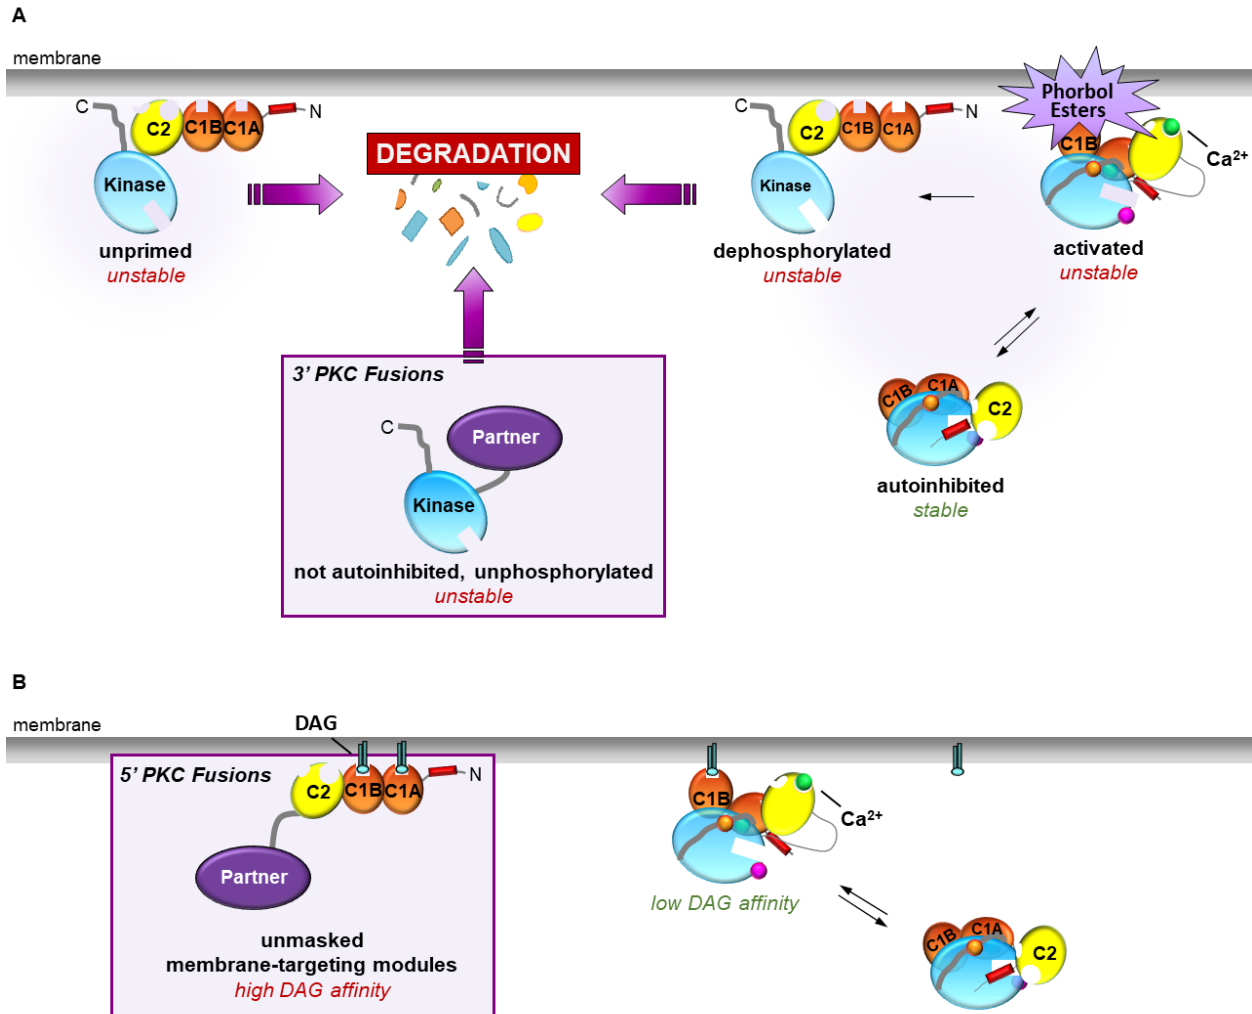 A
membrane
C
C2
C1B
C1A
N
Kinase
unprimed
unstable
DEGRADATION
C
C2
C1B
C1A
N
Kinase
dephosphorylated
unstable
Phorbol
Esters
C1B
Ca²⁺
activated
unstable
C1B
C1A
C2
autoinhibited
stable
3’ PKC Fusions
C
Partner
Kinase
not autoinhibited, unphosphorylated
unstable
B
membrane
DAG
5’ PKC Fusions
C2
C1B
C1A
N
Partner
unmasked
membrane-targeting modules
high DAG affinity
C1B
Ca²⁺
low DAG affinity
C1B
C1A
C2